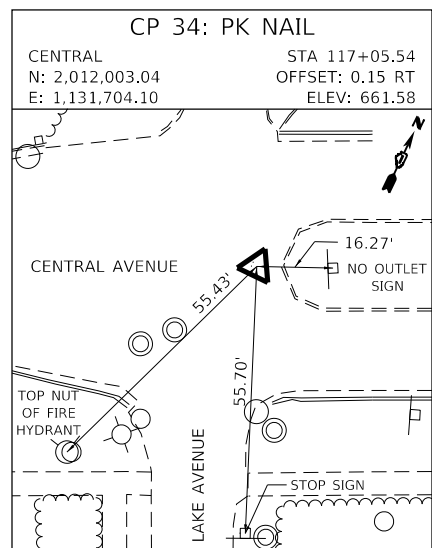 CP 34: PK NAIL
CENTRAL
STA 117+05.54
N: 2,012,003.04
OFFSET: 0.15 RT
E: 1,131,704.10
ELEV: 661.58
N
16.27'
CENTRAL AVENUE
NO OUTLET
SIGN
55.43'
55.70'
TOP NUT
OF FIRE
HYDRANT
LAKE AVENUE
STOP SIGN